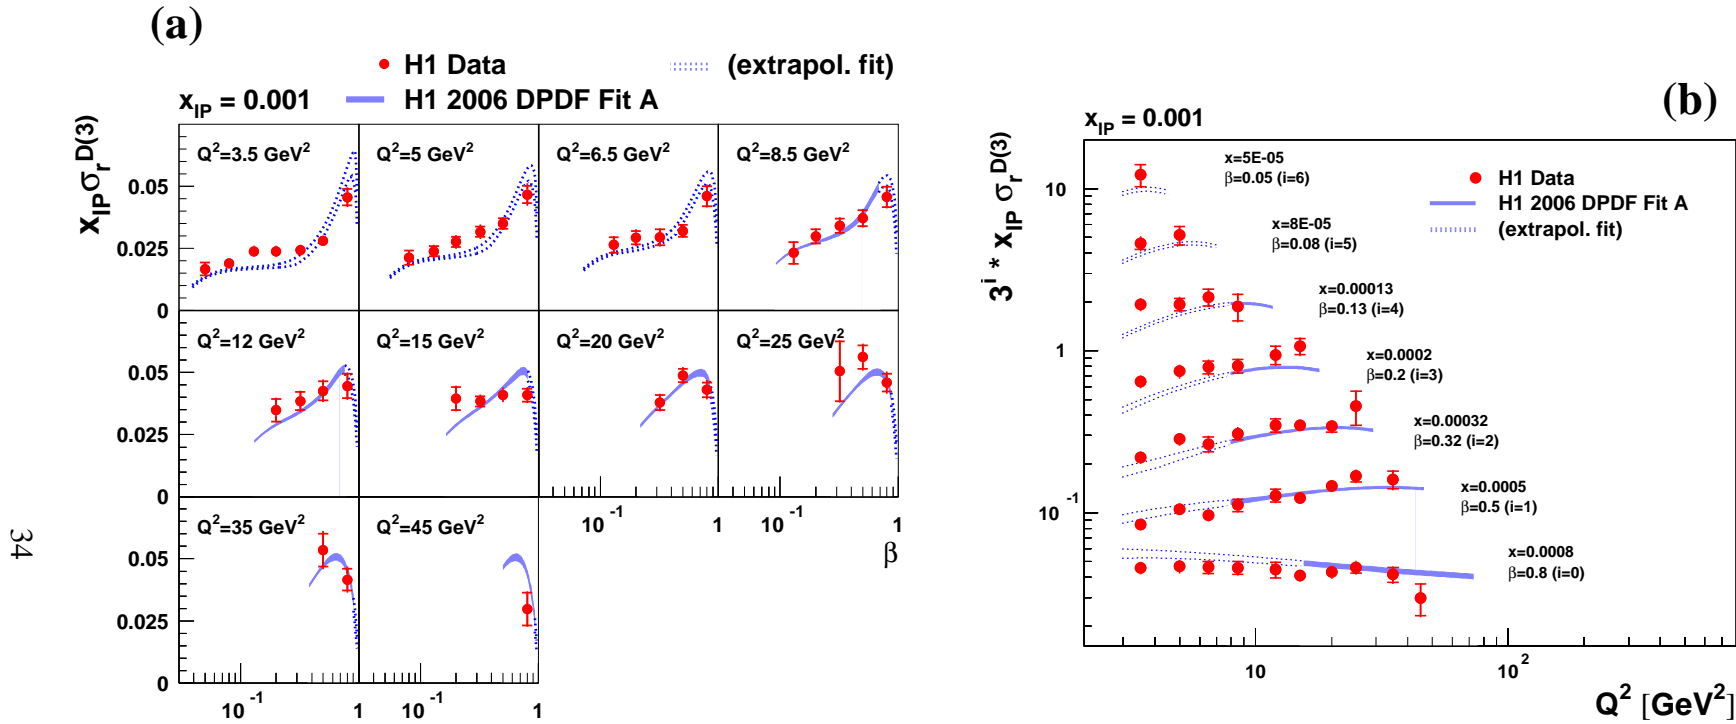 (a)
H1 Data
(extrapol. fit)
x_IP = 0.001
H1 2006 DPDF Fit A
x_IP σ_r^D(3)
Q²=3.5 GeV²
Q²=5 GeV²
Q²=6.5 GeV²
Q²=8.5 GeV²
0.05
0.025
0
Q²=12 GeV²
Q²=15 GeV²
Q²=20 GeV²
Q²=25 GeV²
0.05
0.025
0
10⁻¹
1
10⁻¹
1
Q²=35 GeV²
Q²=45 GeV²
β
0.05
0.025
0
10⁻¹
1
10⁻¹
1
34
(b)
x_IP = 0.001
3^i * x_IP σ_r^D(3)
H1 Data
H1 2006 DPDF Fit A
(extrapol. fit)
x=5E-05
β=0.05 (i=6)
x=8E-05
β=0.08 (i=5)
x=0.00013
β=0.13 (i=4)
x=0.0002
β=0.2 (i=3)
x=0.00032
β=0.32 (i=2)
x=0.0005
β=0.5 (i=1)
x=0.0008
β=0.8 (i=0)
10
1
10⁻¹
10
10²
Q² [GeV²]